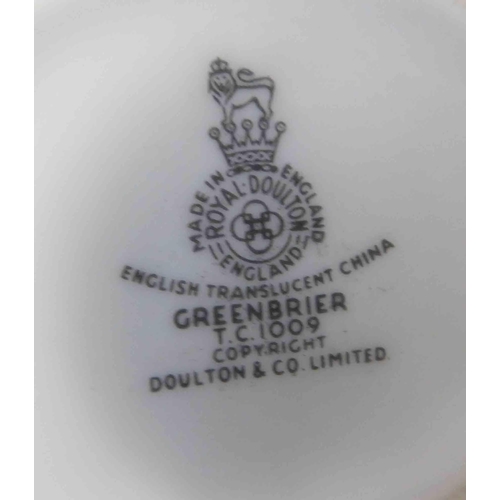 MADE IN ENGLAND
ROYAL·DOULTON
ENGLAND
ENGLISH TRANSLUCENT CHINA
GREENBRIER
T.C.1009
COPYRIGHT
DOULTON & CO. LIMITED.